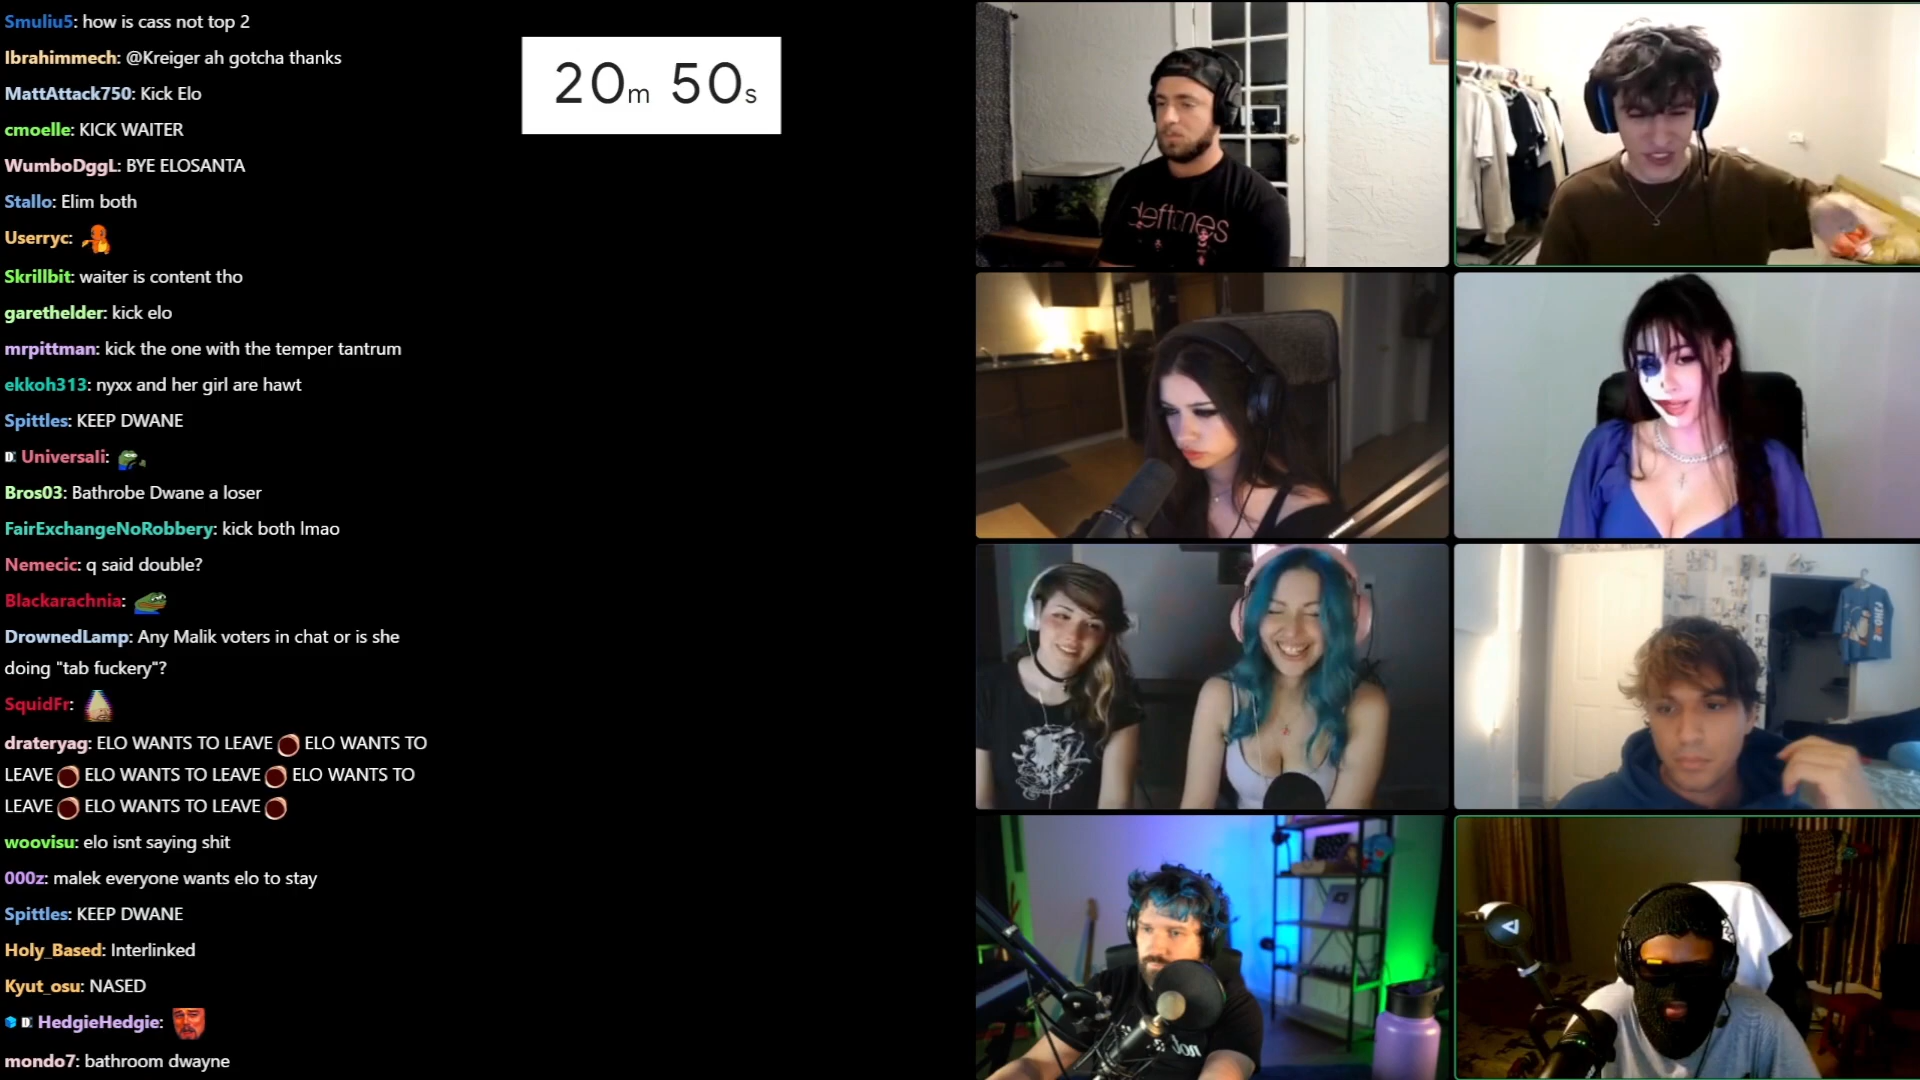 Smuliu5: how is cass not top 2
Ibrahimmech: @Kreiger ah gotcha thanks
MattAttack750: Kick Elo
cmoelle: KICK WAITER
WumboDggL: BYE ELOSANTA
Stallo: Elim both
Userryc:
Skrillbit: waiter is content tho
garethelder: kick elo
mrpittman: kick the one with the temper tantrum
ekkoh313: nyxx and her girl are hawt
Spittles: KEEP DWANE
D: Universali:
Bros03: Bathrobe Dwane a loser
FairExchangeNoRobbery: kick both lmao
Nemecic: q said double?
Blackarachnia:
DrownedLamp: Any Malik voters in chat or is she
doing "tab fuckery"?
SquidFr:
drateryag: ELO WANTS TO LEAVE ELO WANTS TO
LEAVE ELO WANTS TO LEAVE ELO WANTS TO
LEAVE ELO WANTS TO LEAVE
woovisu: elo isnt saying shit
000z: malek everyone wants elo to stay
Spittles: KEEP DWANE
Holy_Based: Interlinked
Kyut_osu: NASED
D: HedgieHedgie:
mondo7: bathroom dwayne
20m 50s
deftones